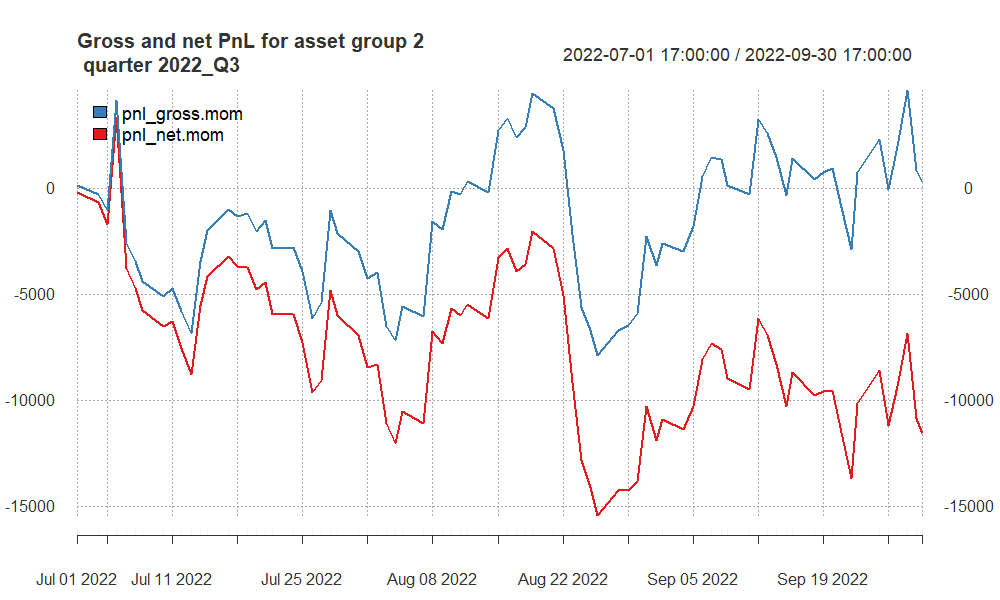 Gross and net PnL for asset group 2
quarter 2022_Q3
2022-07-01 17:00:00 / 2022-09-30 17:00:00
pnl_gross.mom
pnl_net.mom
0 0
-5000 -5000
-10000 -10000
-15000 -15000
Jul 01 2022 Jul 11 2022 Jul 25 2022 Aug 08 2022 Aug 22 2022 Sep 05 2022 Sep 19 2022